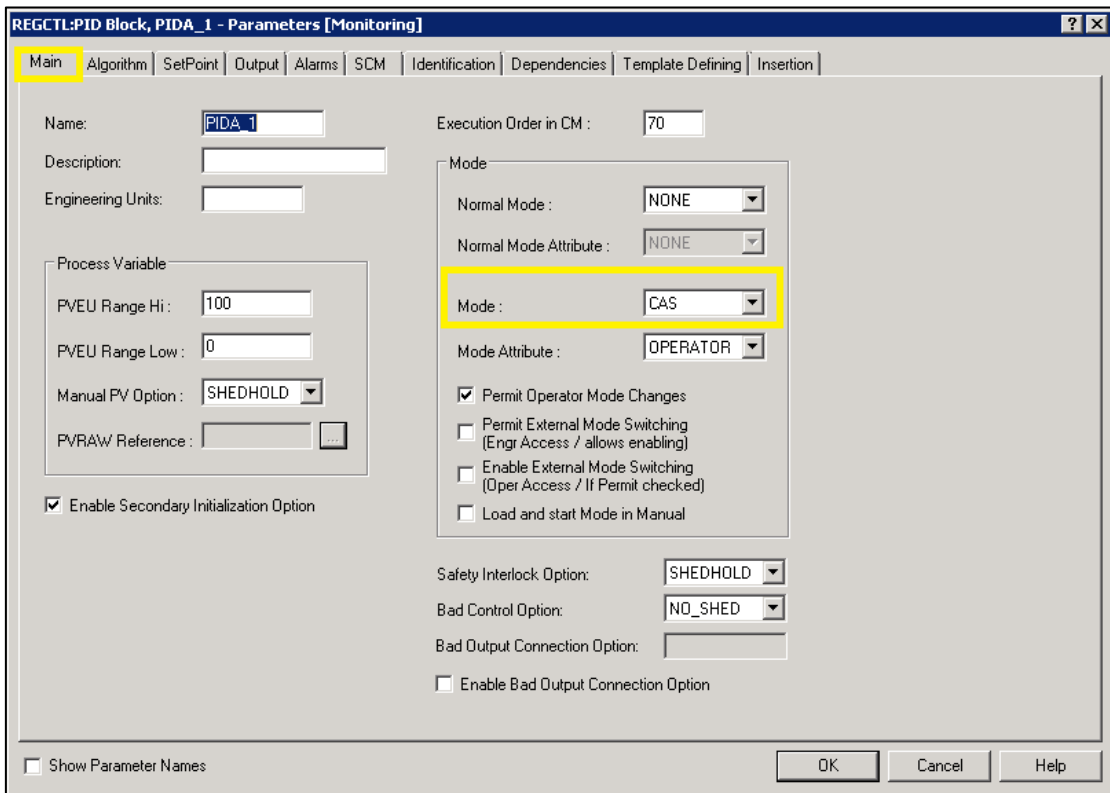 REGCTL:PID Block, PIDA_1 - Parameters [Monitoring]
Main Algorithm SetPoint Output Alarms SCM Identification Dependencies Template Defining Insertion
Name: PIDA_1
Description:
Engineering Units:
Process Variable
PVEU Range Hi : 100
PVEU Range Low : 0
Manual PV Option : SHEDHOLD
PVRAW Reference : ...
Enable Secondary Initialization Option
Execution Order in CM : 70
Mode
Normal Mode : NONE
Normal Mode Attribute : NONE
Mode : CAS
Mode Attribute : OPERATOR
Permit Operator Mode Changes
Permit External Mode Switching
(Engr Access / allows enabling)
Enable External Mode Switching
(Oper Access / If Permit checked)
Load and start Mode in Manual
Safety Interlock Option: SHEDHOLD
Bad Control Option: NO_SHED
Bad Output Connection Option:
Enable Bad Output Connection Option
Show Parameter Names
OK Cancel Help